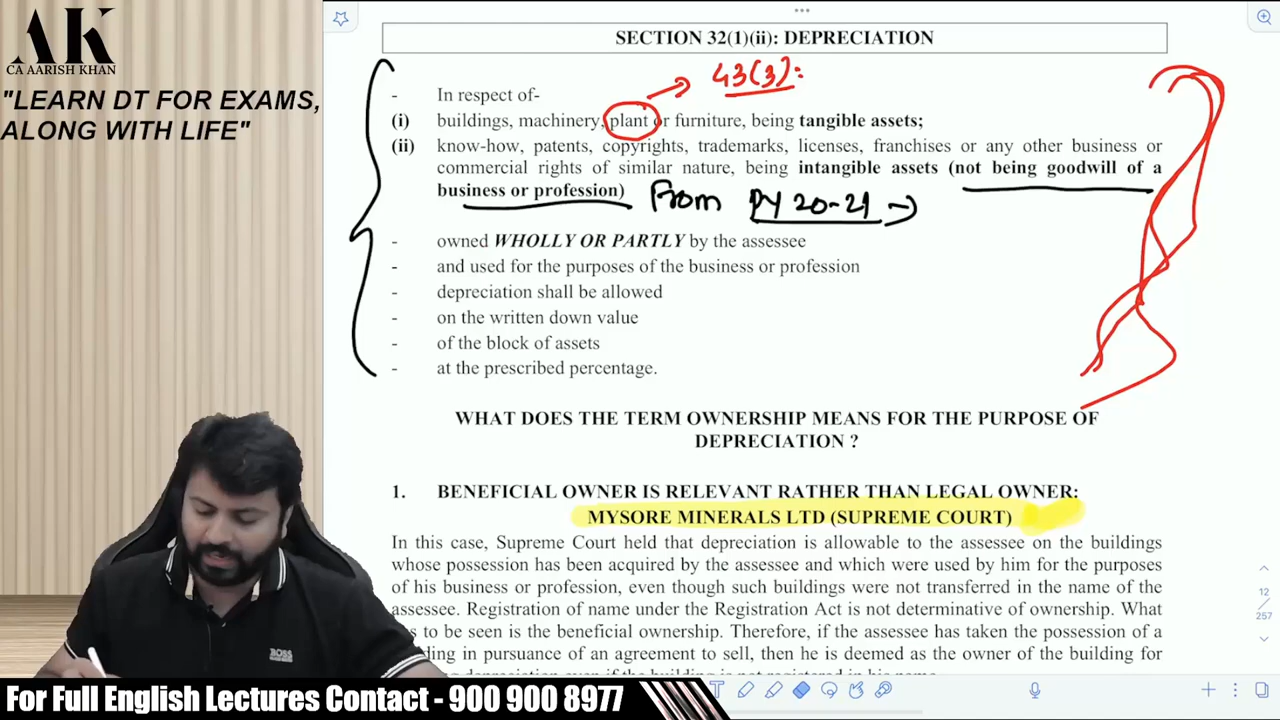 AK
CA AARISH KHAN
"LEARN DT FOR EXAMS,
ALONG WITH LIFE"
SECTION 32(1)(ii): DEPRECIATION
43(3):
- In respect of-
(i) buildings, machinery, plant or furniture, being tangible assets;
(ii) know-how, patents, copyrights, trademarks, licenses, franchises or any other business or
commercial rights of similar nature, being intangible assets (not being goodwill of a
business or profession) From PY 20-21
- owned WHOLLY OR PARTLY by the assessee
- and used for the purposes of the business or profession
- depreciation shall be allowed
- on the written down value
- of the block of assets
- at the prescribed percentage.
WHAT DOES THE TERM OWNERSHIP MEANS FOR THE PURPOSE OF
DEPRECIATION ?
1. BENEFICIAL OWNER IS RELEVANT RATHER THAN LEGAL OWNER:
MYSORE MINERALS LTD (SUPREME COURT)
In this case, Supreme Court held that depreciation is allowable to the assessee on the buildings
whose possession has been acquired by the assessee and which were used by him for the purposes
of his business or profession, even though such buildings were not transferred in the name of the
assessee. Registration of name under the Registration Act is not determinative of ownership. What
to be seen is the beneficial ownership. Therefore, if the assessee has taken the possession of a
in pursuance of an agreement to sell, then he is deemed as the owner of the building for
BOSS
12
257
For Full English Lectures Contact - 900 900 8977